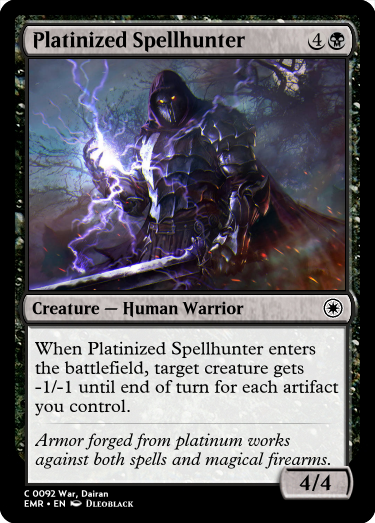 Platinized Spellhunter 4
Creature — Human Warrior
When Platinized Spellhunter enters
the battlefield, target creature gets
-1/-1 until end of turn for each artifact
you control.
Armor forged from platinum works
against both spells and magical firearms.
4/4
C 0092 War, Dairan
EMR • EN Dleoblack